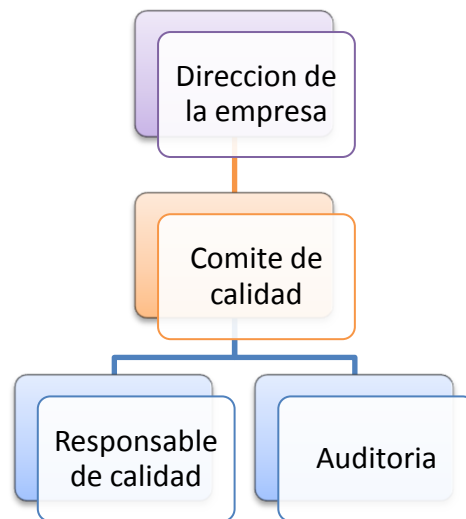 Direccion de
la empresa
Comite de
calidad
Responsable
de calidad
Auditoria